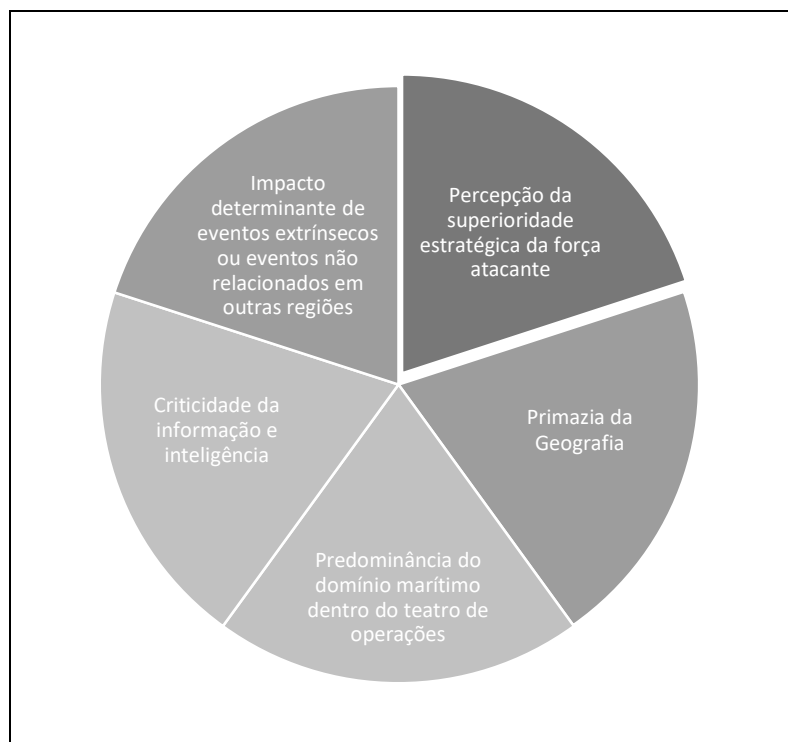 Impacto
determinante de
eventos extrínsecos
ou eventos não
relacionados em
outras regiões
Percepção da
superioridade
estratégica da força
atacante
Primazia da
Geografia
Predominância do
domínio marítimo
dentro do teatro de
operações
Criticidade da
informação e
inteligência